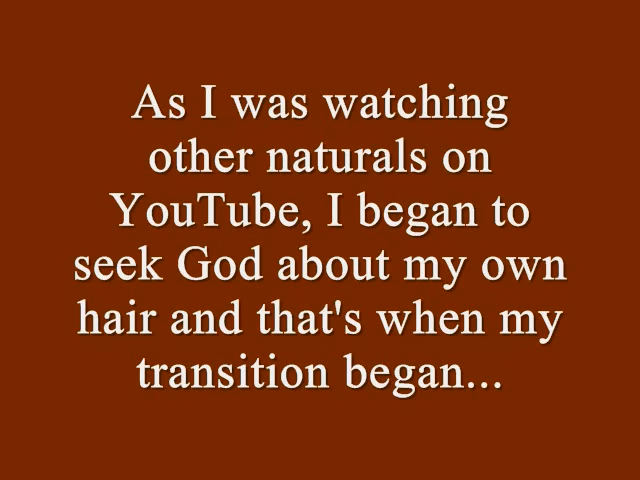 As I was watching
other naturals on
YouTube, I began to
seek God about my own
hair and that's when my
transition began...